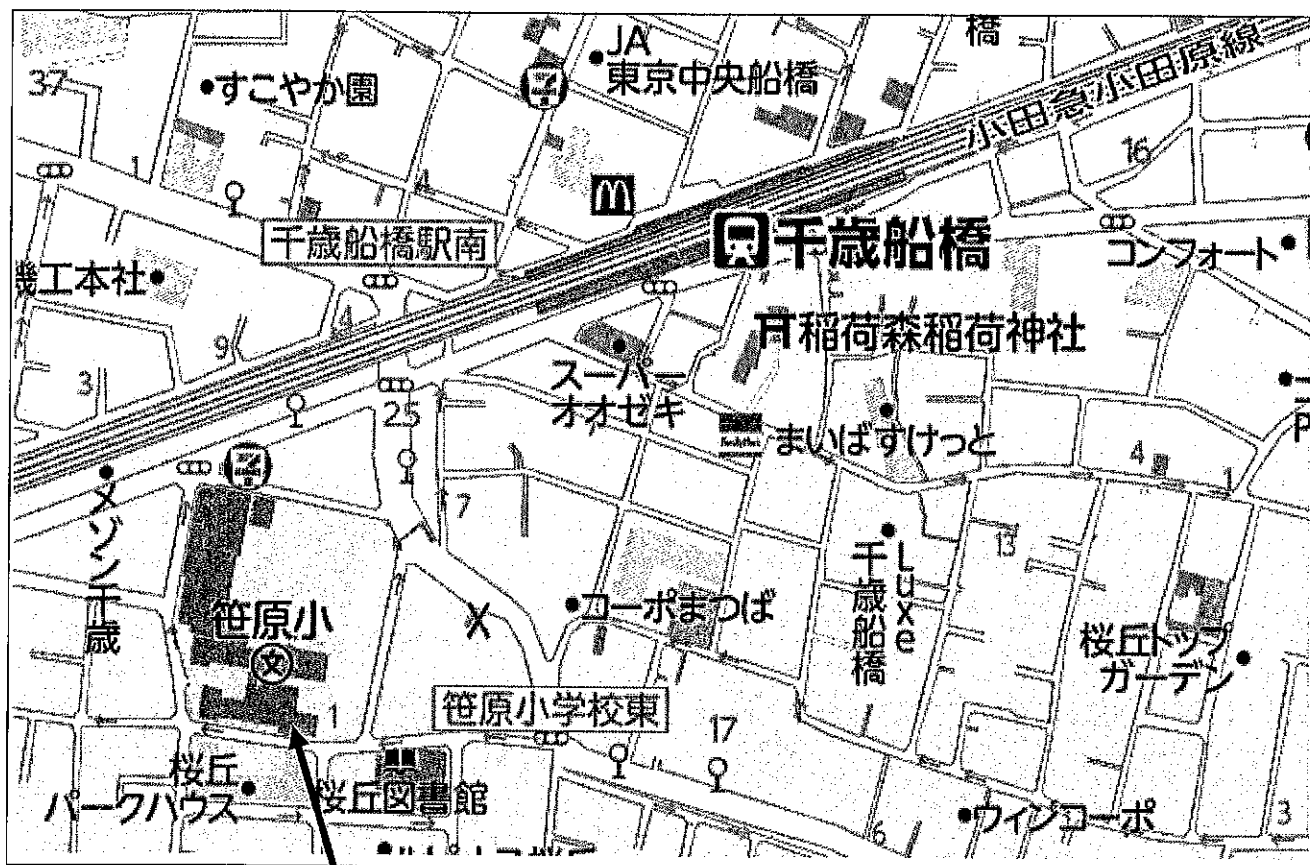 橋
JA
東京中央船橋
37
すこやか園
小田急小田原線
16
1
4
千歳船橋駅南
千歳船橋
コンフォート
機工本社
4
9
稲荷森稲荷神社
3
スーパー
オオゼキ
25
FamilyMart
まいばすけっと
4
1
メゾン千歳
7
13
Luxe
千歳船橋
コーポまつば
笹原小
文
桜丘トップ
ガーデン
笹原小学校東
1
17
桜丘
パークハウス
桜丘図書館
ウィンコーポ
6
3